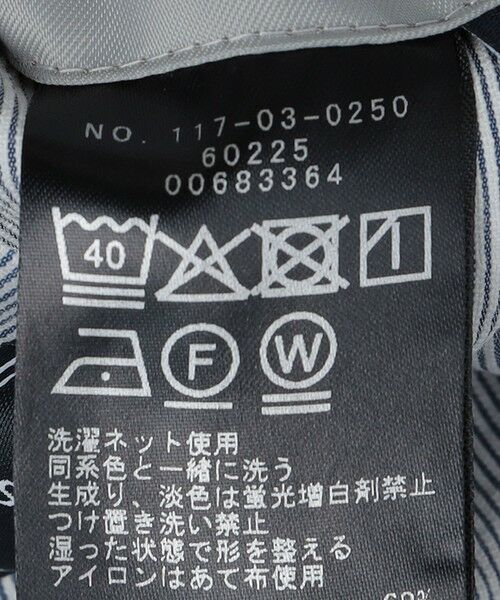 NO. 117-03-0250
60225
00683364
40
F W
洗濯ネット使用
同系色と一緒に洗う
生成り、淡色は蛍光増白剤禁止
つけ置き洗い禁止
湿った状態で形を整える
アイロンはあて布使用